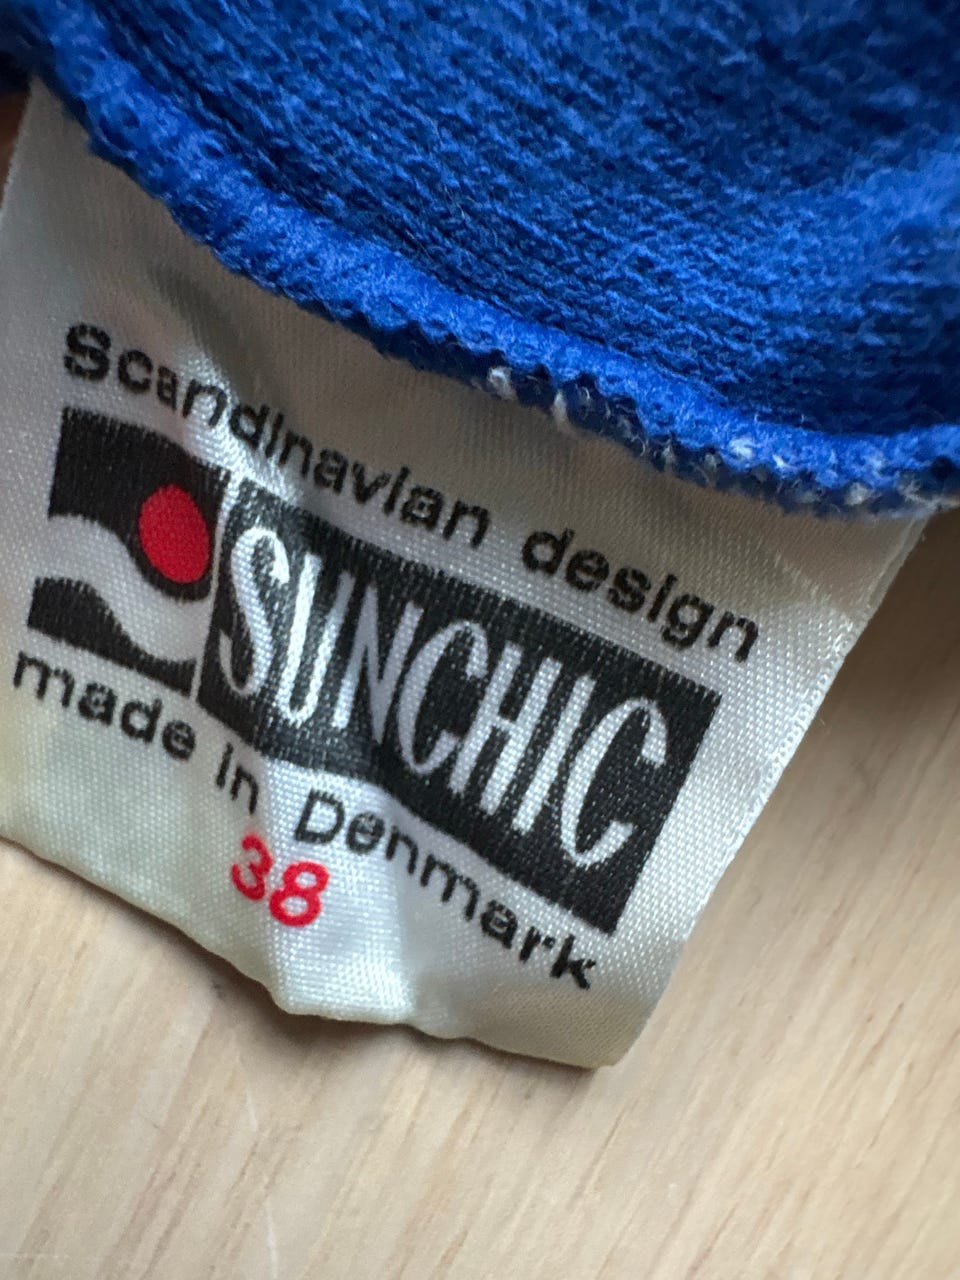 Scandinavian design
SUNCHIC
made in Denmark
38